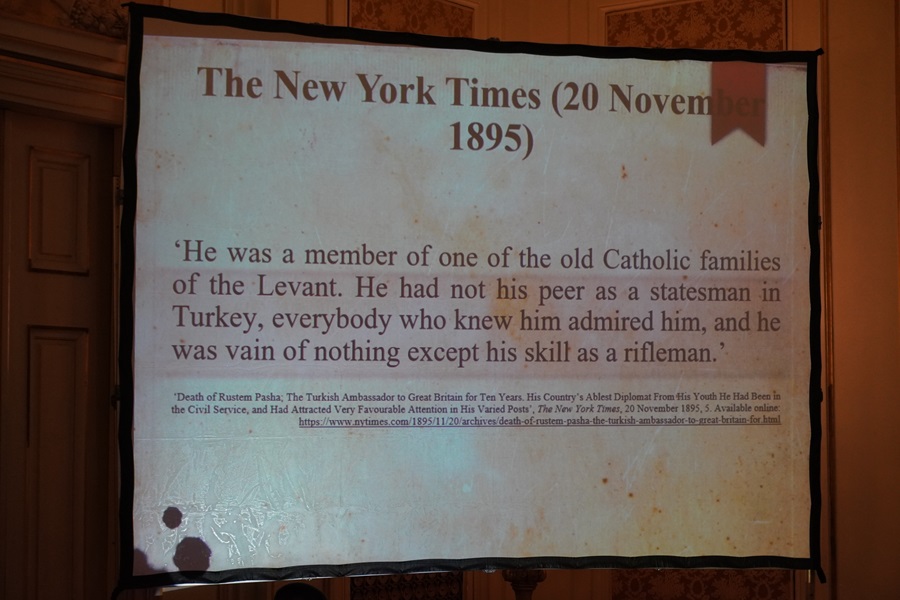 The New York Times (20 November
1895)
‘He was a member of one of the old Catholic families
of the Levant. He had not his peer as a statesman in
Turkey, everybody who knew him admired him, and he
was vain of nothing except his skill as a rifleman.’
‘Death of Rustem Pasha; The Turkish Ambassador to Great Britain for Ten Years. His Country’s Ablest Diplomat From His Youth He Had Been in
the Civil Service, and Had Attracted Very Favourable Attention in His Varied Posts’, The New York Times, 20 November 1895, 5. Available online:
https://www.nytimes.com/1895/11/20/archives/death-of-rustem-pasha-the-turkish-ambassador-to-great-britain-for.html